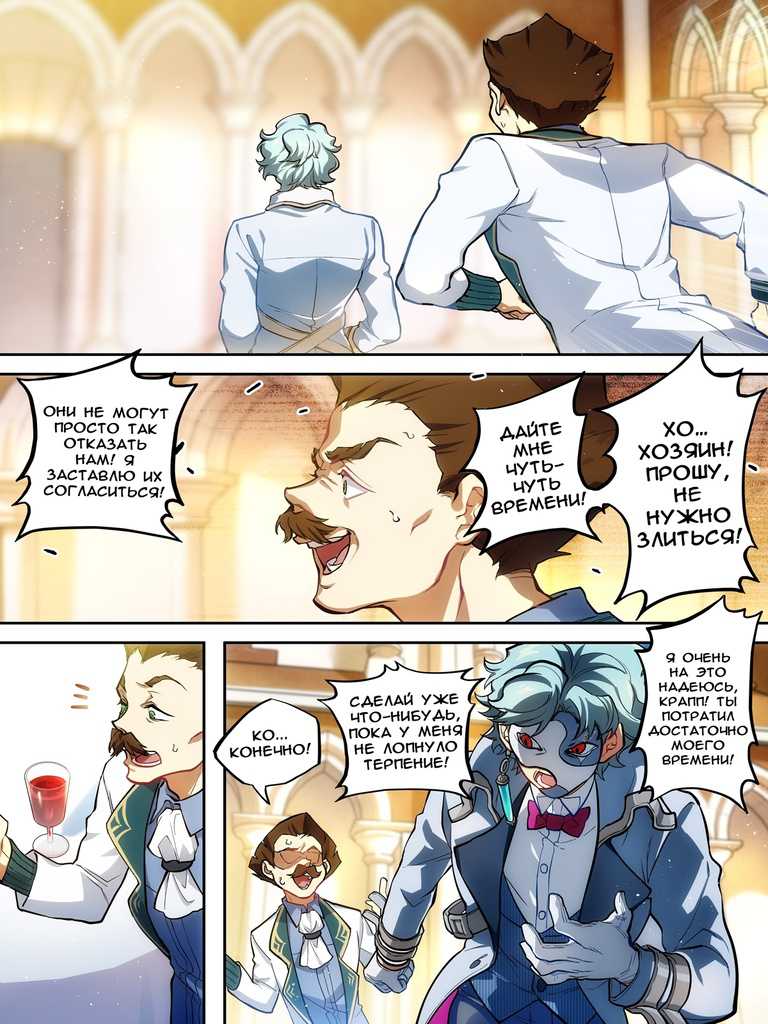 ХО...
ХОЗЯИН!
ПРОШУ,
НЕ
НУЖНО
ЗЛИТЬСЯ!
ДАЙТЕ
МНЕ
ЧУТЬ-
ЧУТЬ
ВРЕМЕНИ!
ОНИ НЕ МОГУТ
ПРОСТО ТАК
ОТКАЗАТЬ
НАМ! Я
ЗАСТАВЛЮ ИХ
СОГЛАСИТЬСЯ!
Я ОЧЕНЬ
НА ЭТО
НАДЕЮСЬ,
КРАПП! ТЫ
ПОТРАТИЛ
ДОСТАТОЧНО
МОЕГО
ВРЕМЕНИ!
СДЕЛАЙ УЖЕ
ЧТО-НИБУДЬ,
ПОКА У МЕНЯ
НЕ ЛОПНУЛО
ТЕРПЕНИЕ!
КО...
КОНЕЧНО!